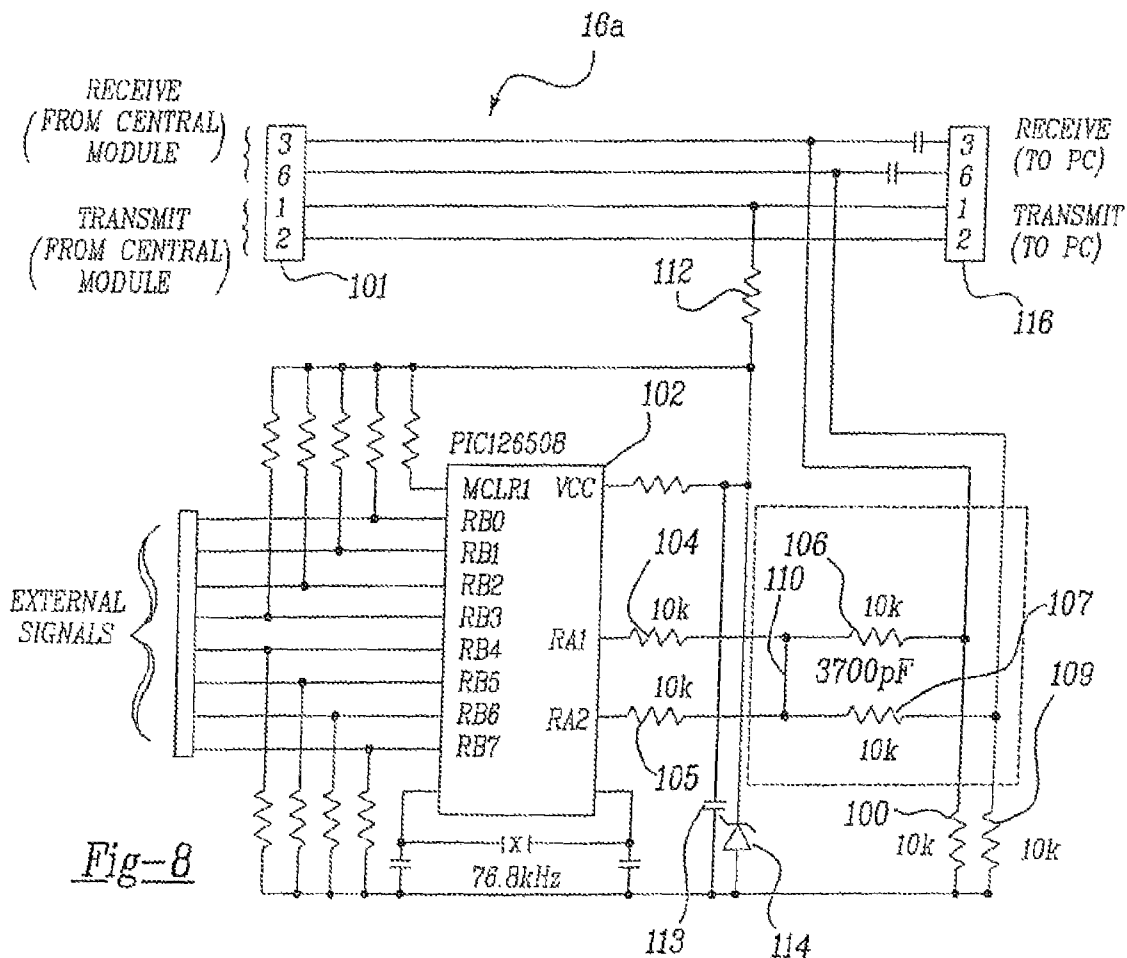 16a
RECEIVE
(FROM CENTRAL)
MODULE
3
6
1
2
TRANSMIT
(FROM CENTRAL)
MODULE
101
3
6
1
2
RECEIVE
(TO PC)
TRANSMIT
(TO PC)
116
112
102
PIC126508
MCLR1
VCC
RB0
RB1
RB2
RB3
RB4
RB5
RB6
RB7
RA1
RA2
EXTERNAL
SIGNALS
104
10k
10k
105
110
106
10k
3700pF
10k
107
109
100
10k
10k
76.8kHz
113
114
Fig-8